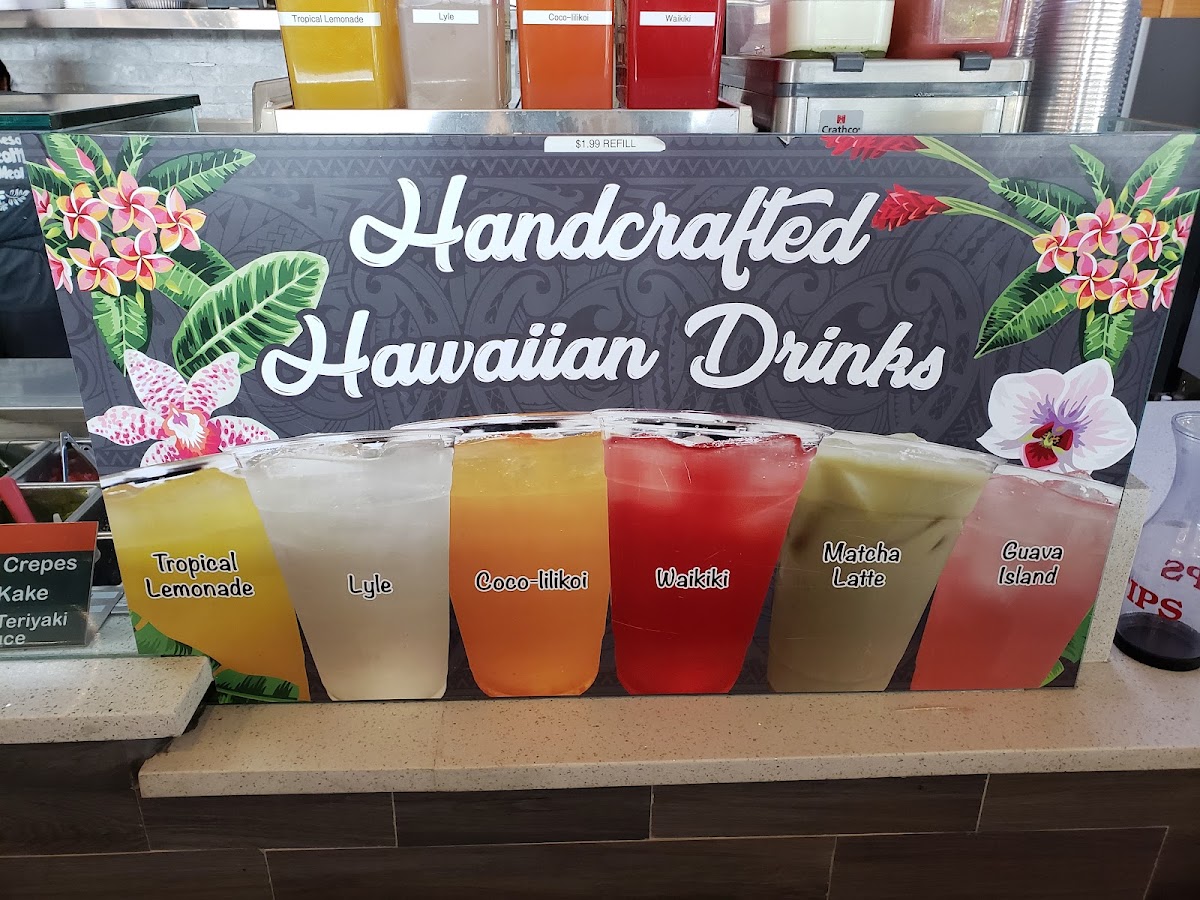 Tropical Lemonade
Lyle
Coco-lilikoi
Waikiki
Crathco
$1.99 REFILL
Handcrafted
Hawaiian Drinks
Tropical
Lemonade
Lyle
Coco-lilikoi
Waikiki
Matcha
Latte
Guava
Island
Crepes
Kake
Teriyaki
TIPS